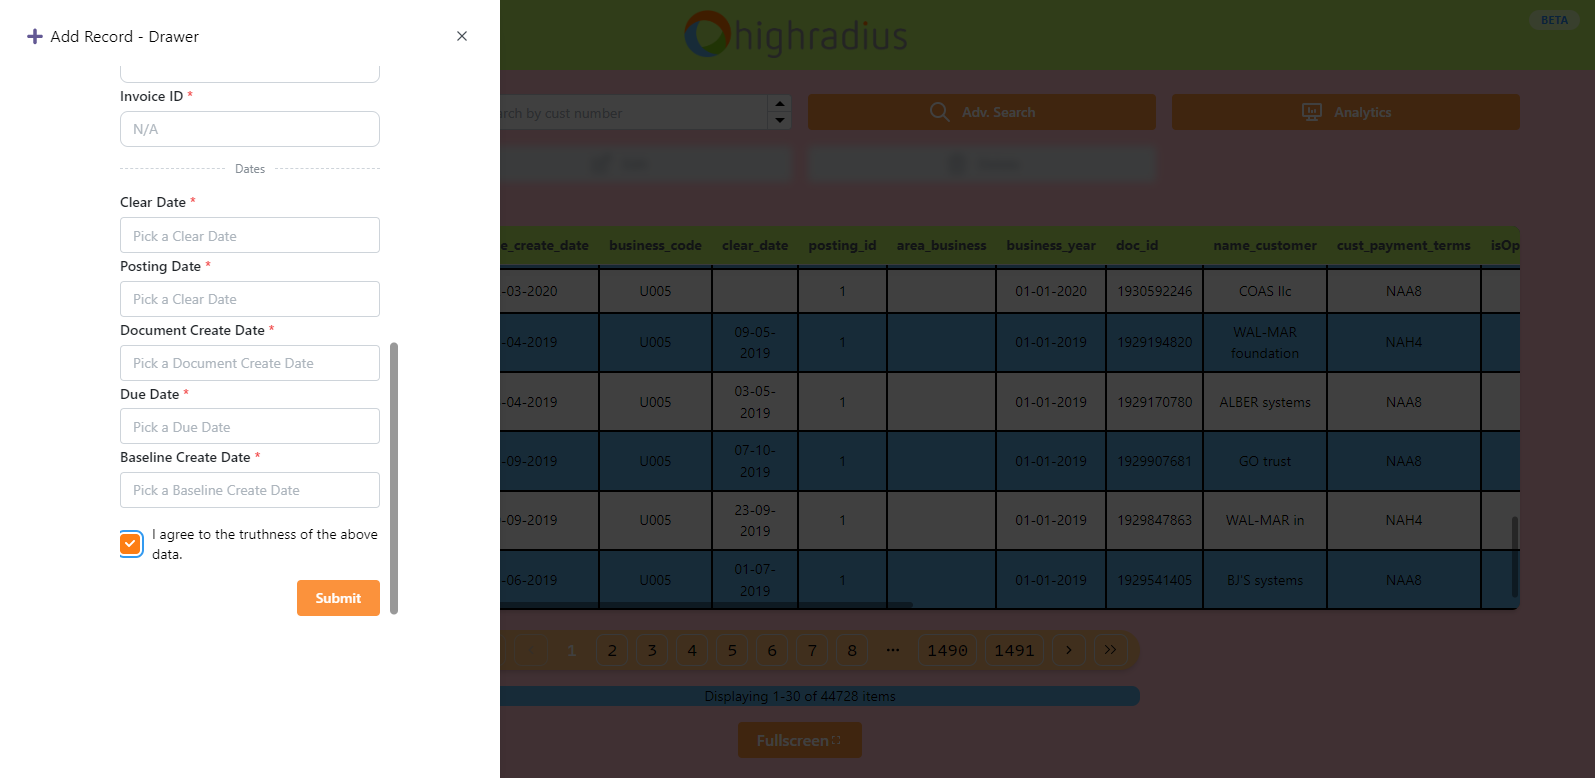 Add Record - Drawer
Invoice ID *
N/A
Dates
Clear Date *
Pick a Clear Date
Posting Date *
Pick a Clear Date
Document Create Date *
Pick a Document Create Date
Due Date *
Pick a Due Date
Baseline Create Date *
Pick a Baseline Create Date
I agree to the truthness of the above
data.
Submit
highradius
BETA
rch by cust number
Adv. Search
Analytics
e_create_date business_code clear_date posting_id area_business business_year doc_id name_customer cust_payment_terms isOp
-03-2020 U005 1 01-01-2020 1930592246 COAS llc NAA8
-04-2019 U005 09-05-2019 1 01-01-2019 1929194820 WAL-MAR foundation NAH4
-04-2019 U005 03-05-2019 1 01-01-2019 1929170780 ALBER systems NAA8
-09-2019 U005 07-10-2019 1 01-01-2019 1929907681 GO trust NAA8
-09-2019 U005 23-09-2019 1 01-01-2019 1929847863 WAL-MAR in NAH4
-06-2019 U005 01-07-2019 1 01-01-2019 1929541405 BJ'S systems NAA8
1 2 3 4 5 6 7 8 ··· 1490 1491 › »
Displaying 1-30 of 44728 items
Fullscreen